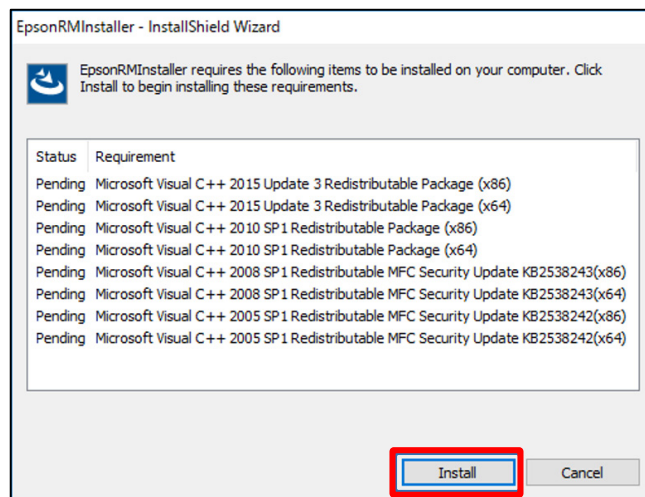 EpsonRMInstaller - InstallShield Wizard
EpsonRMInstaller requires the following items to be installed on your computer. Click
Install to begin installing these requirements.
Status Requirement
Pending Microsoft Visual C++ 2015 Update 3 Redistributable Package (x86)
Pending Microsoft Visual C++ 2015 Update 3 Redistributable Package (x64)
Pending Microsoft Visual C++ 2010 SP1 Redistributable Package (x86)
Pending Microsoft Visual C++ 2010 SP1 Redistributable Package (x64)
Pending Microsoft Visual C++ 2008 SP1 Redistributable MFC Security Update KB2538243(x86)
Pending Microsoft Visual C++ 2008 SP1 Redistributable MFC Security Update KB2538243(x64)
Pending Microsoft Visual C++ 2005 SP1 Redistributable MFC Security Update KB2538242(x86)
Pending Microsoft Visual C++ 2005 SP1 Redistributable MFC Security Update KB2538242(x64)
Install Cancel